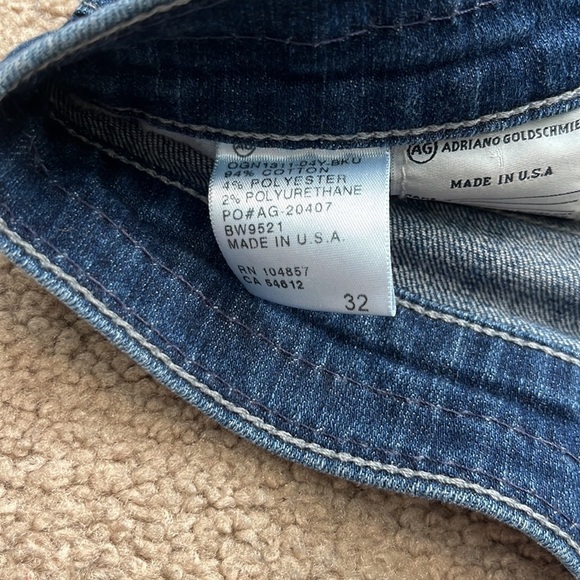 94% COTTON
4% POLYESTER
2% POLYURETHANE
PO#AG-20407
BW9521
MADE IN U.S.A.
RN 104857
CA 54612
32
AG ADRIANO GOLDSCHMIE
MADE IN U.S.A